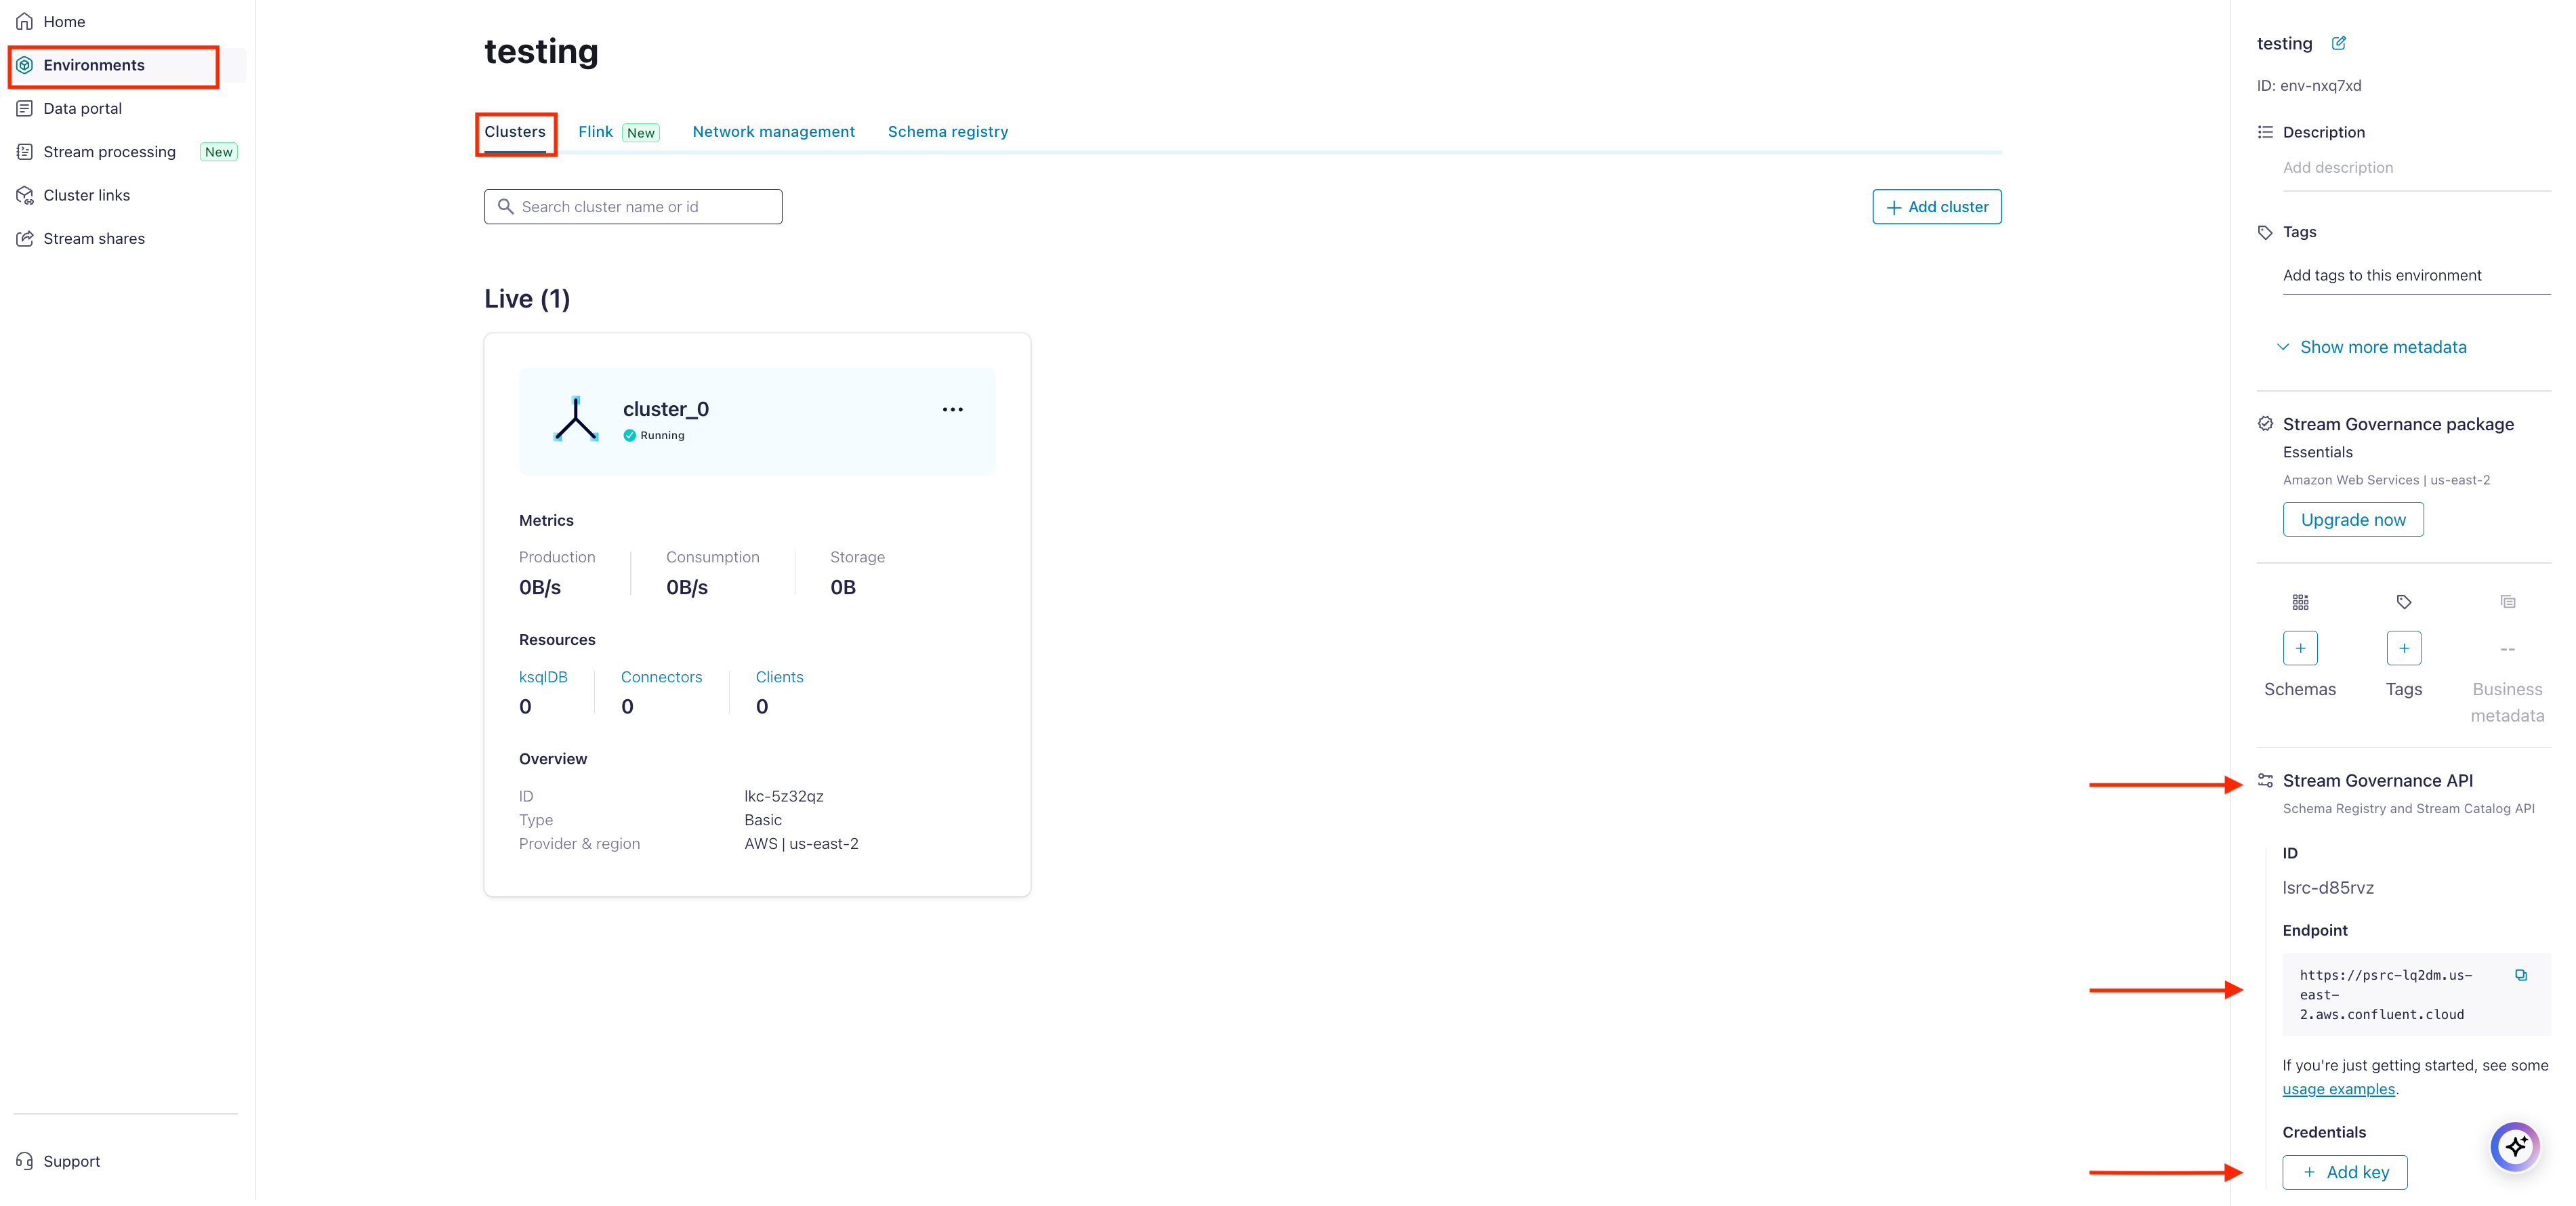 Home
Environments
Data portal
Stream processing New
Cluster links
Stream shares
Support
testing
Clusters Flink New Network management Schema registry
Search cluster name or id
+ Add cluster
Live (1)
cluster_0
Running
Metrics
Production Consumption Storage
0B/s 0B/s 0B
Resources
ksqlDB Connectors Clients
0 0 0
Overview
ID lkc-5z32qz
Type Basic
Provider & region AWS | us-east-2
testing
ID: env-nxq7xd
Description
Add description
Tags
Add tags to this environment
Show more metadata
Stream Governance package
Essentials
Amazon Web Services | us-east-2
Upgrade now
+ + --
Schemas Tags Business
metadata
Stream Governance API
Schema Registry and Stream Catalog API
ID
lsrc-d85rvz
Endpoint
https://psrc-lq2dm.us-
east-
2.aws.confluent.cloud
If you're just getting started, see some
usage examples.
Credentials
+ Add key